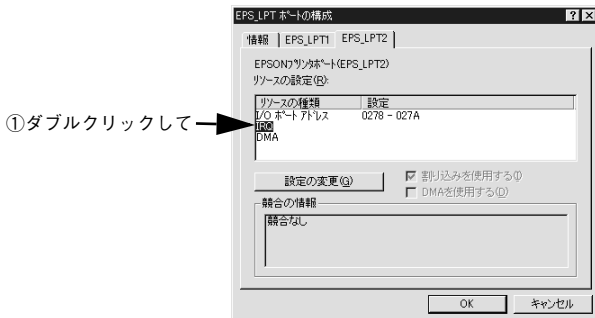 EPS_LPT ポートの構成
情報 EPS_LPT1 EPS_LPT2
EPSONプリンタポート(EPS_LPT2)
リソースの設定(R):
リソースの種類 設定
I/O ポート アドレス 0278 - 027A
①ダブルクリックして
IRQ
DMA
設定の変更(G)
割り込みを使用する(I)
DMAを使用する(D)
競合の情報
競合なし
OK キャンセル